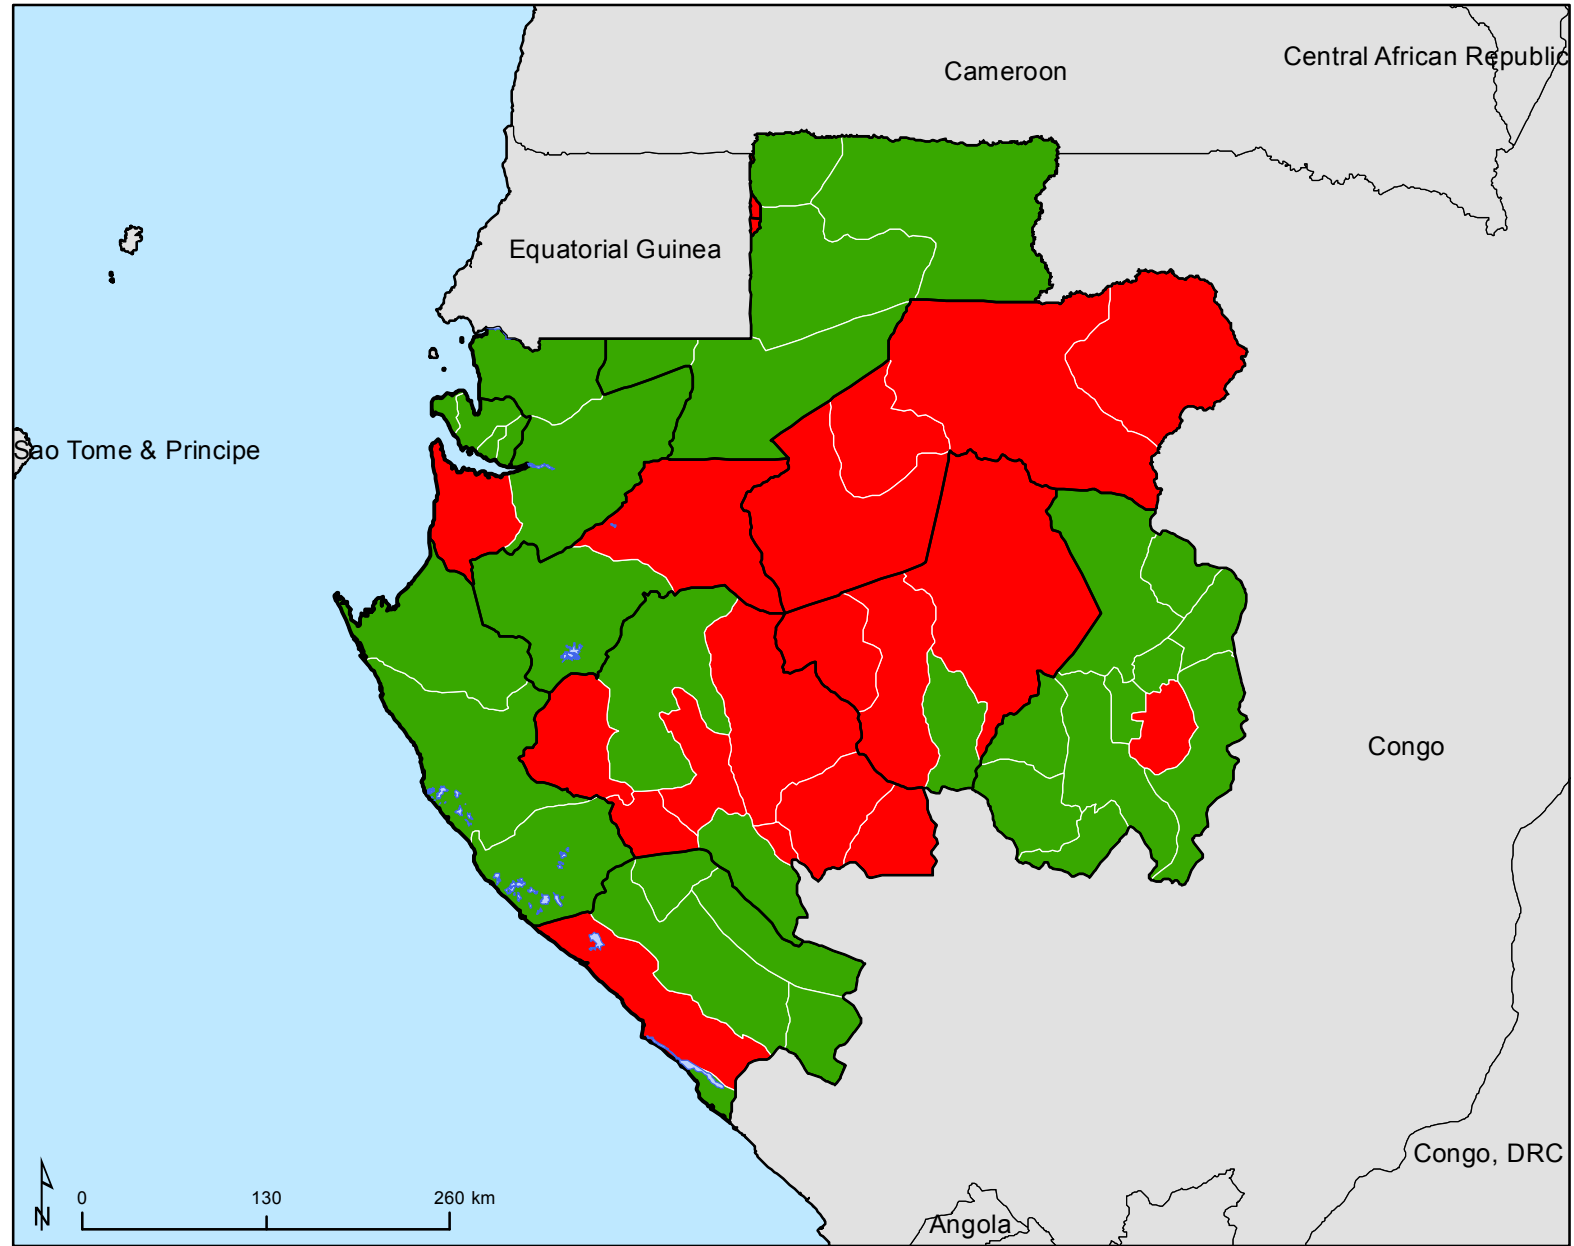 Central African Republic
Cameroon
Equatorial Guinea
Sao Tome & Principe
Congo
Congo, DRC
N
0 130 260 km
Angola